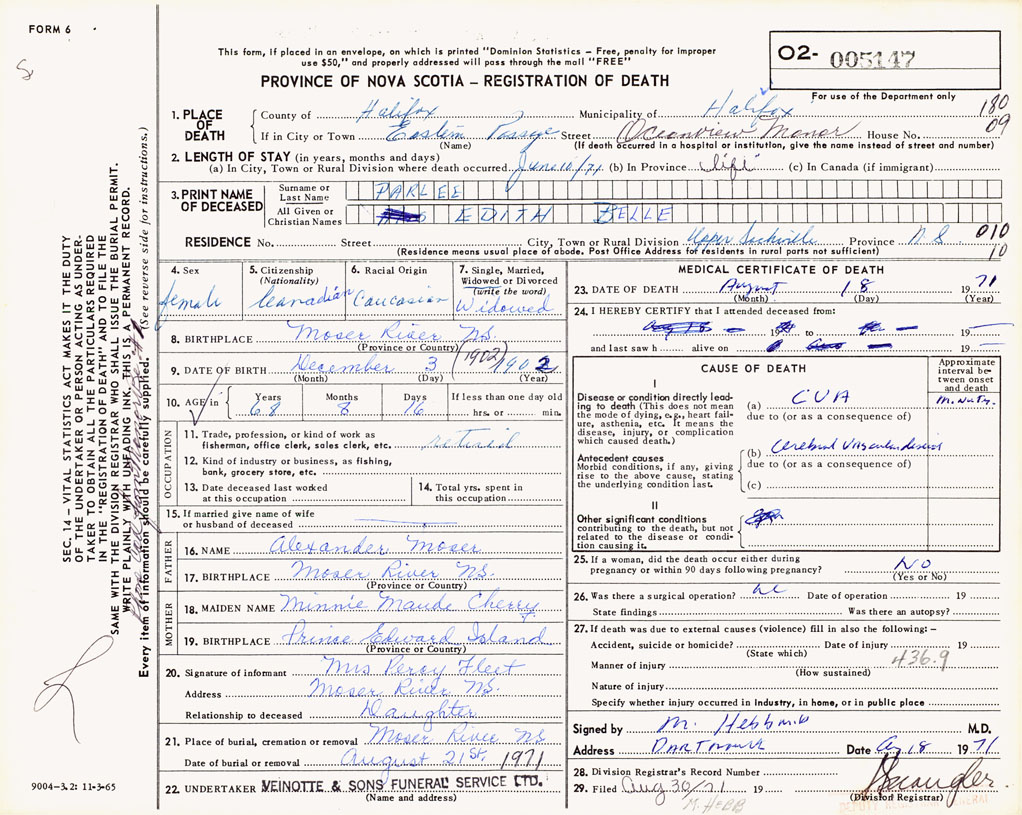 FORM 6
This form, if placed in an envelope, on which is printed "Dominion Statistics – Free, penalty for improper
use $50," and properly addressed will pass through the mail "FREE"
PROVINCE OF NOVA SCOTIA – REGISTRATION OF DEATH
02- 005147
For use of the Department only
180
09
1. PLACE OF DEATH
County of Halifax Municipality of Halifax
If in City or Town Eastern Passage Street Oceanview Manor House No.
(Name) (If death occurred in a hospital or institution, give the name instead of street and number)
2. LENGTH OF STAY (in years, months and days)
(a) In City, Town or Rural Division where death occurred June 10/71 (b) In Province life (c) In Canada (if immigrant)
3. PRINT NAME OF DECEASED
Surname or Last Name PARLEE
All Given or Christian Names EDITH BELLE
RESIDENCE No. Street City, Town or Rural Division Upper Sackville Province N S 010
(Residence means usual place of abode. Post Office Address for residents in rural parts not sufficient) 10
4. Sex female
5. Citizenship (Nationality) Canadian
6. Racial Origin Caucasian
7. Single, Married, Widowed or Divorced (write the word) Widowed
8. BIRTHPLACE Moser River NS.
(Province or Country)
9. DATE OF BIRTH December 3 (1902) 1902
(Month) (Day) (Year)
10. AGE in Years 68 Months 8 Days 16 If less than one day old hrs. or min.
OCCUPATION
11. Trade, profession, or kind of work as fisherman, office clerk, sales clerk, etc. retired
12. Kind of industry or business, as fishing, bank, grocery store, etc.
13. Date deceased last worked at this occupation
14. Total yrs. spent in this occupation
15. If married give name of wife or husband of deceased
FATHER
16. NAME Alexander Moser
17. BIRTHPLACE Moser River NS.
(Province or Country)
MOTHER
18. MAIDEN NAME Minnie Maude Cherry
19. BIRTHPLACE Prince Edward Island
(Province or Country)
20. Signature of informant Mrs Percy Fleet
Address Moser River NS.
Relationship to deceased Daughter
21. Place of burial, cremation or removal Moser River NS
Date of burial or removal August 21st. 1971
22. UNDERTAKER VEINOTTE & SONS FUNERAL SERVICE LTD.
(Name and address)
MEDICAL CERTIFICATE OF DEATH
23. DATE OF DEATH August 18 1971
(Month) (Day) (Year)
24. I HEREBY CERTIFY that I attended deceased from:
19 to 19
and last saw h alive on 19
CAUSE OF DEATH
Approximate interval between onset and death
I
Disease or condition directly leading to death (This does not mean the mode of dying, e.g., heart failure, asthenia, etc. It means the disease, injury, or complication which caused death.)
(a) CVA
due to (or as a consequence of)
Antecedent causes
Morbid conditions, if any, giving rise to the above cause, stating the underlying condition last.
(b) Cerebral Vascular disease
due to (or as a consequence of)
(c)
II
Other significant conditions
contributing to the death, but not related to the disease or condition causing it.
25. If a woman, did the death occur either during pregnancy or within 90 days following pregnancy? NO
(Yes or No)
26. Was there a surgical operation? Date of operation 19
State findings Was there an autopsy?
27. If death was due to external causes (violence) fill in also the following: –
Accident, suicide or homicide? Date of injury 19
(State which)
436.9
Manner of injury
(How sustained)
Nature of injury
Specify whether injury occurred in industry, in home, or in public place
Signed by M. Hebb M.D.
Address DARTMOUTH Date Aug 18 1971
28. Division Registrar's Record Number
29. Filed Aug 30/71 19
(Division Registrar)
M. HEBB
SEC. 14 – VITAL STATISTICS ACT MAKES IT THE DUTY
OF THE UNDERTAKER OR PERSON ACTING AS UNDER-
TAKER TO OBTAIN ALL THE PARTICULARS REQUIRED
IN THE "REGISTRATION OF DEATH" AND TO FILE THE
SAME WITH THE DIVISION REGISTRAR WHO SHALL ISSUE THE BURIAL PERMIT.
WRITE PLAINLY WITH UNFADING INK. THIS IS A PERMANENT RECORD.
Every item of information should be carefully supplied. (See reverse side for instructions.)
9004-3.2: 11-3-65